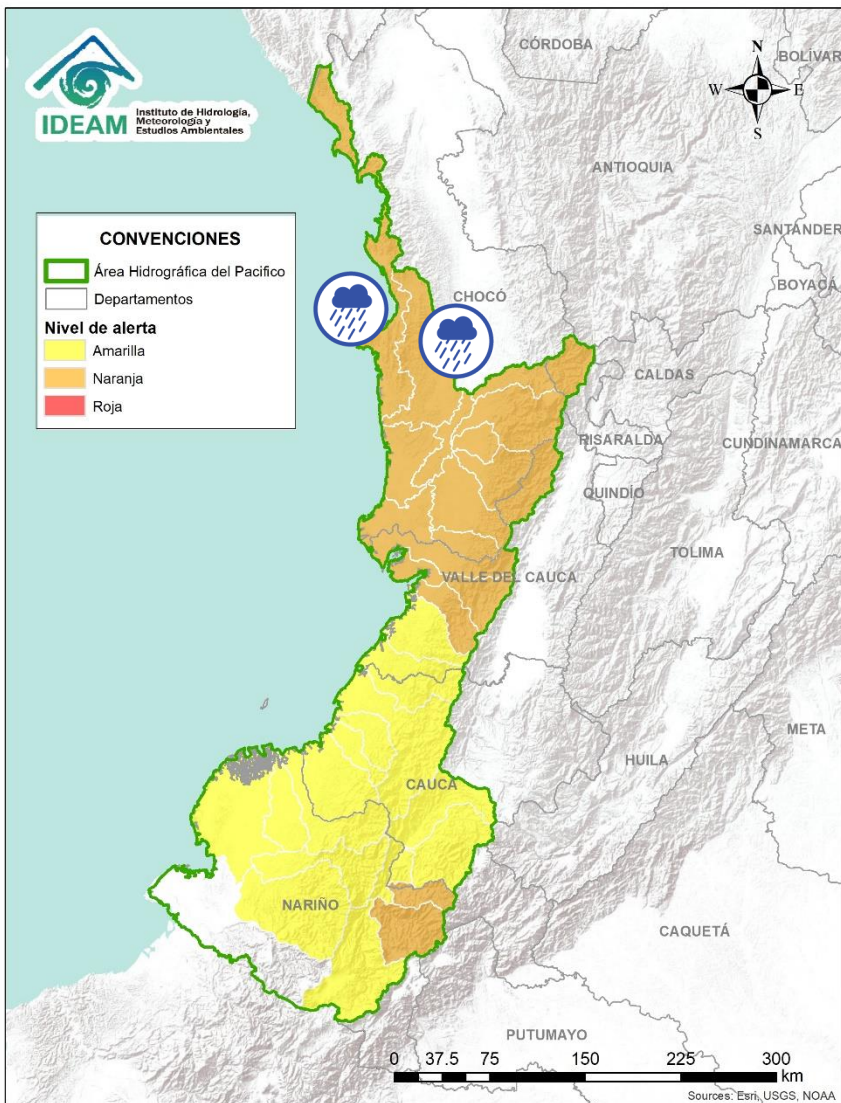 IDEAM
Instituto de Hidrología,
Meteorología y
Estudios Ambientales
N
W
E
S
CONVENCIONES
Área Hidrográfica del Pacifico
Departamentos
Nivel de alerta
Amarilla
Naranja
Roja
CÓRDOBA
BOLÍVAR
ANTIOQUIA
SANTANDER
BOYACÁ
CHOCÓ
CALDAS
RISARALDA
CUNDINAMARCA
QUINDÍO
TOLIMA
VALLE DEL CAUCA
META
HUILA
CAUCA
NARIÑO
CAQUETÁ
PUTUMAYO
0 37.5 75 150 225 300
km
Sources: Esri, USGS, NOAA